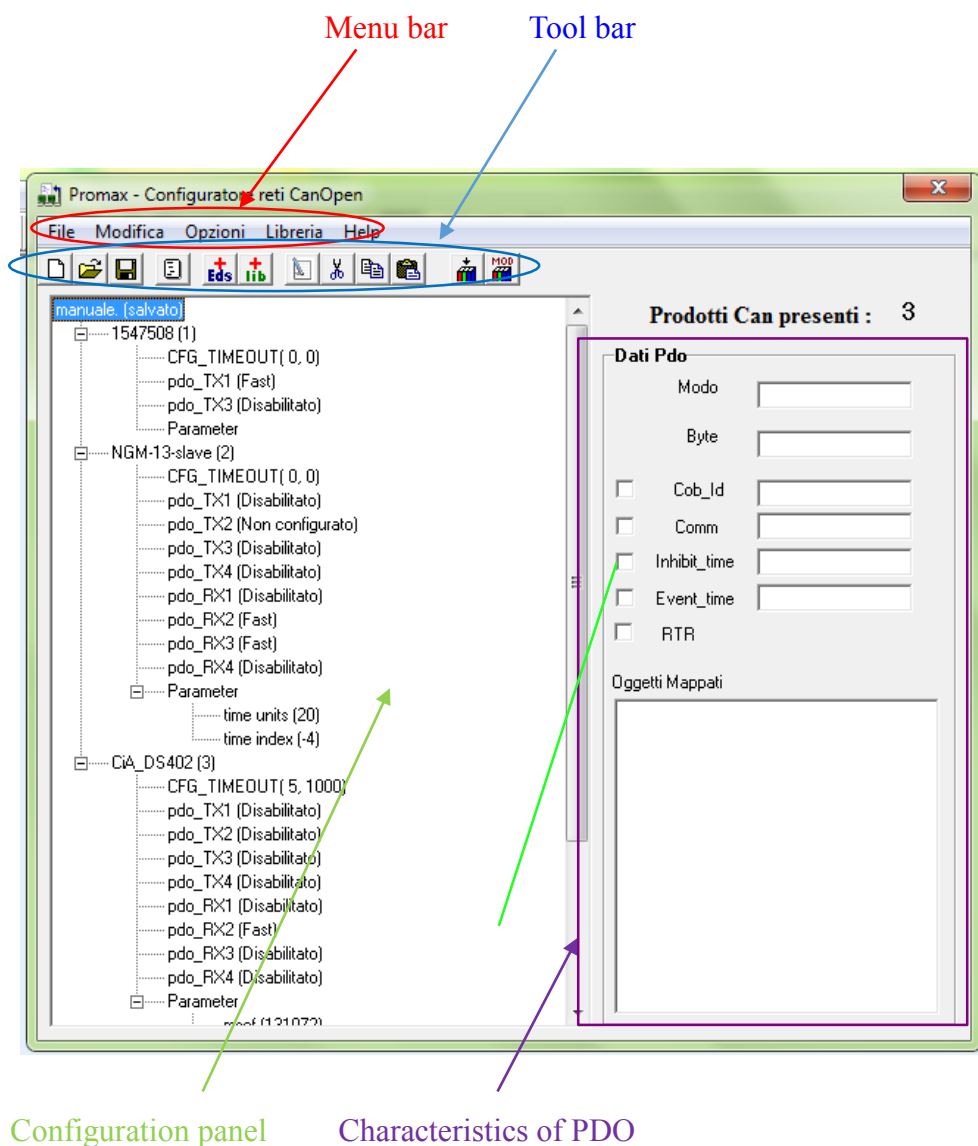 Menu bar Tool bar
Promax - Configuratore reti CanOpen
File Modifica Opzioni Libreria Help
Eds lib MOD
manuale. (salvato)
1547508 (1)
CFG_TIMEOUT( 0, 0)
pdo_TX1 (Fast)
pdo_TX3 (Disabilitato)
Parameter
NGM-13-slave (2)
CFG_TIMEOUT( 0, 0)
pdo_TX1 (Disabilitato)
pdo_TX2 (Non configurato)
pdo_TX3 (Disabilitato)
pdo_TX4 (Disabilitato)
pdo_RX1 (Disabilitato)
pdo_RX2 (Fast)
pdo_RX3 (Fast)
pdo_RX4 (Disabilitato)
Parameter
time units (20)
time index (-4)
CiA_DS402 (3)
CFG_TIMEOUT( 5, 1000)
pdo_TX1 (Disabilitato)
pdo_TX2 (Disabilitato)
pdo_TX3 (Disabilitato)
pdo_TX4 (Disabilitato)
pdo_RX1 (Disabilitato)
pdo_RX2 (Fast)
pdo_RX3 (Disabilitato)
pdo_RX4 (Disabilitato)
Parameter
(131072)
Prodotti Can presenti : 3
Dati Pdo
Modo
Byte
Cob_Id
Comm
Inhibit_time
Event_time
RTR
Oggetti Mappati
Configuration panel Characteristics of PDO